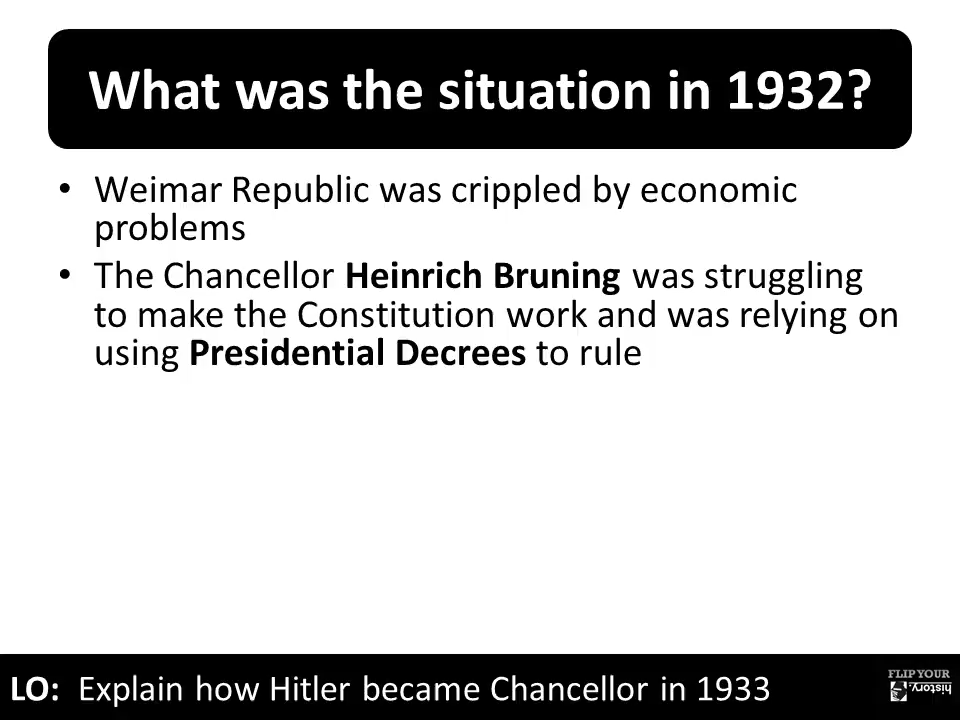 What was the situation in 1932?
• Weimar Republic was crippled by economic
problems
• The Chancellor Heinrich Bruning was struggling
to make the Constitution work and was relying on
using Presidential Decrees to rule
LO: Explain how Hitler became Chancellor in 1933
FLIP YOUR
history.